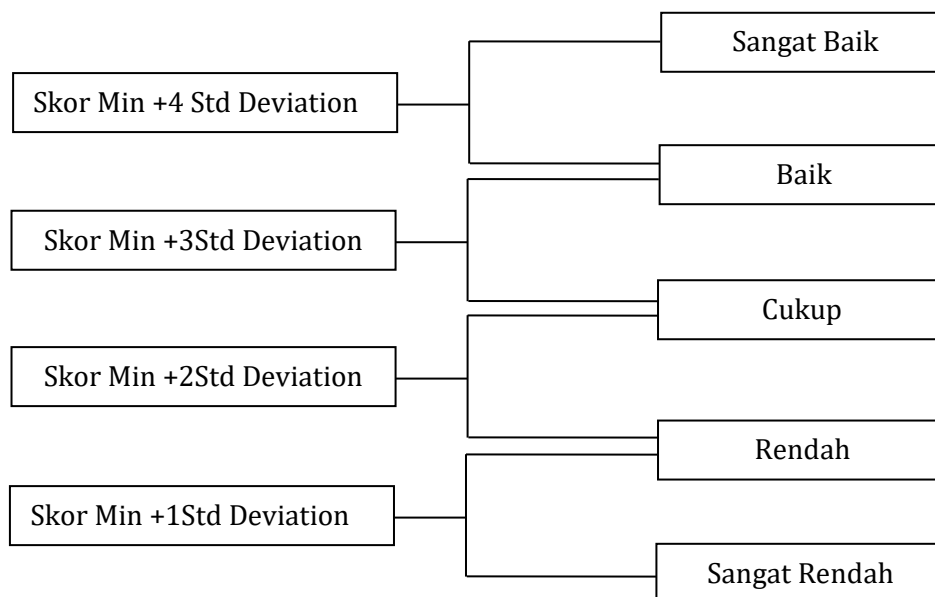 Sangat Baik
Skor Min +4 Std Deviation
Baik
Skor Min +3Std Deviation
Cukup
Skor Min +2Std Deviation
Rendah
Skor Min +1Std Deviation
Sangat Rendah